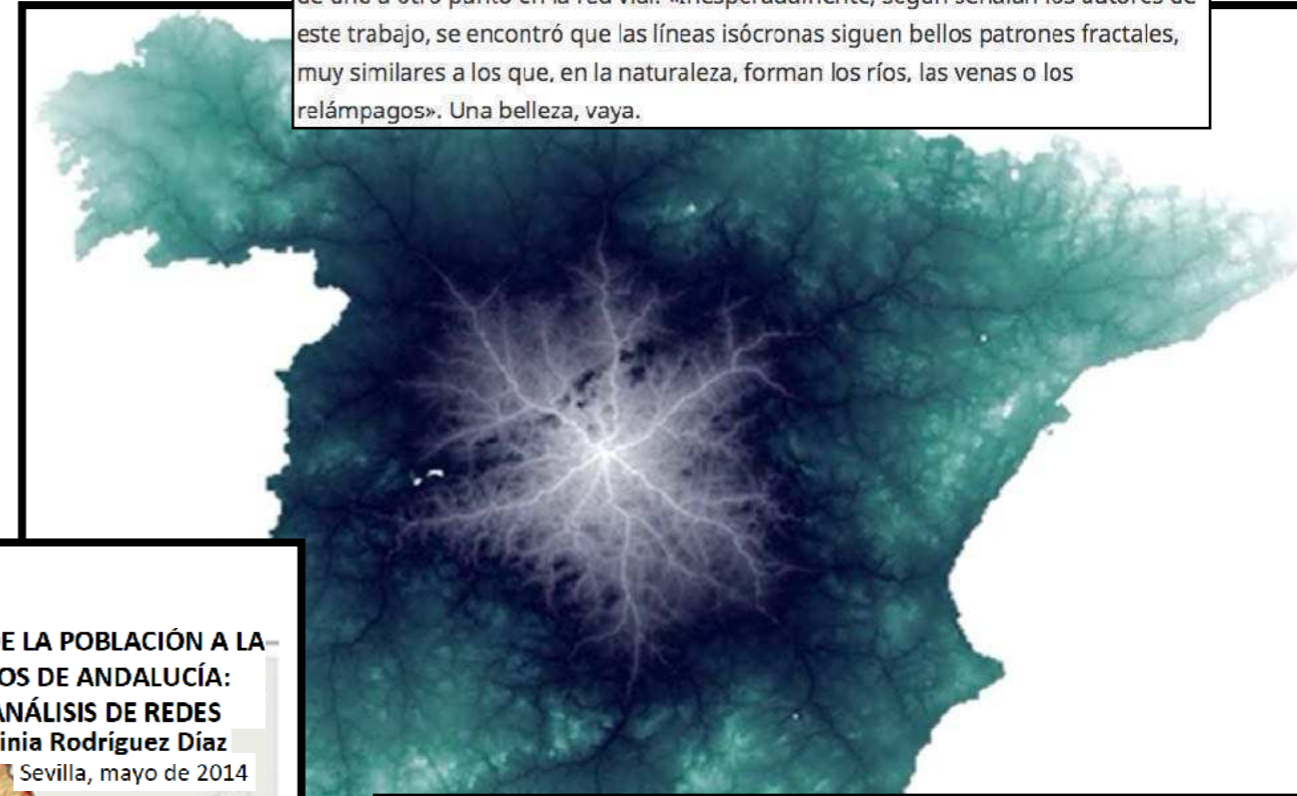 este trabajo, se encontró que las líneas isócronas siguen bellos patrones fractales,
muy similares a los que, en la naturaleza, forman los ríos, las venas o los
relámpagos». Una belleza, vaya.
DE LA POBLACIÓN A LA
OS DE ANDALUCÍA:
ANÁLISIS DE REDES
inia Rodríguez Díaz
Sevilla, mayo de 2014